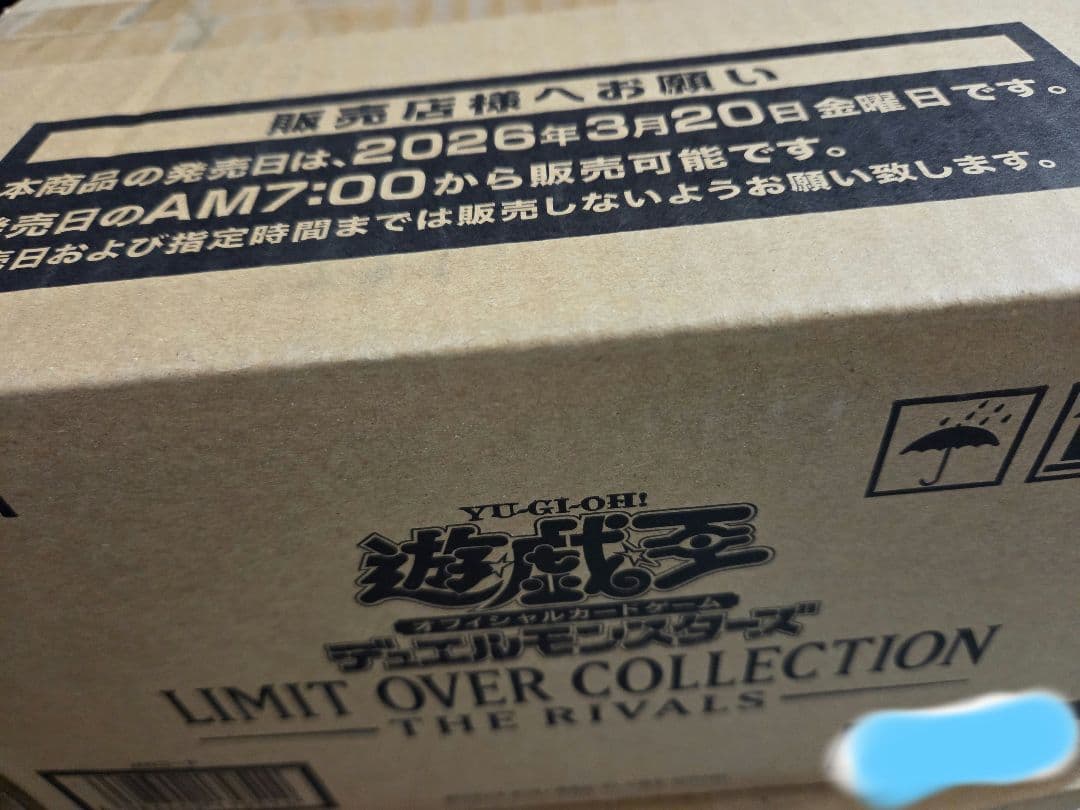 販売店様へお願い
本商品の発売日は、2026年3月20日金曜日です。
発売日のAM7:00から販売可能です。
売日および指定時間までは販売しないようお願い致します。
YU-GI-OH!
遊戯王
オフィシャルカードゲーム
デュエルモンスターズ
LIMIT OVER COLLECTION
THE RIVALS